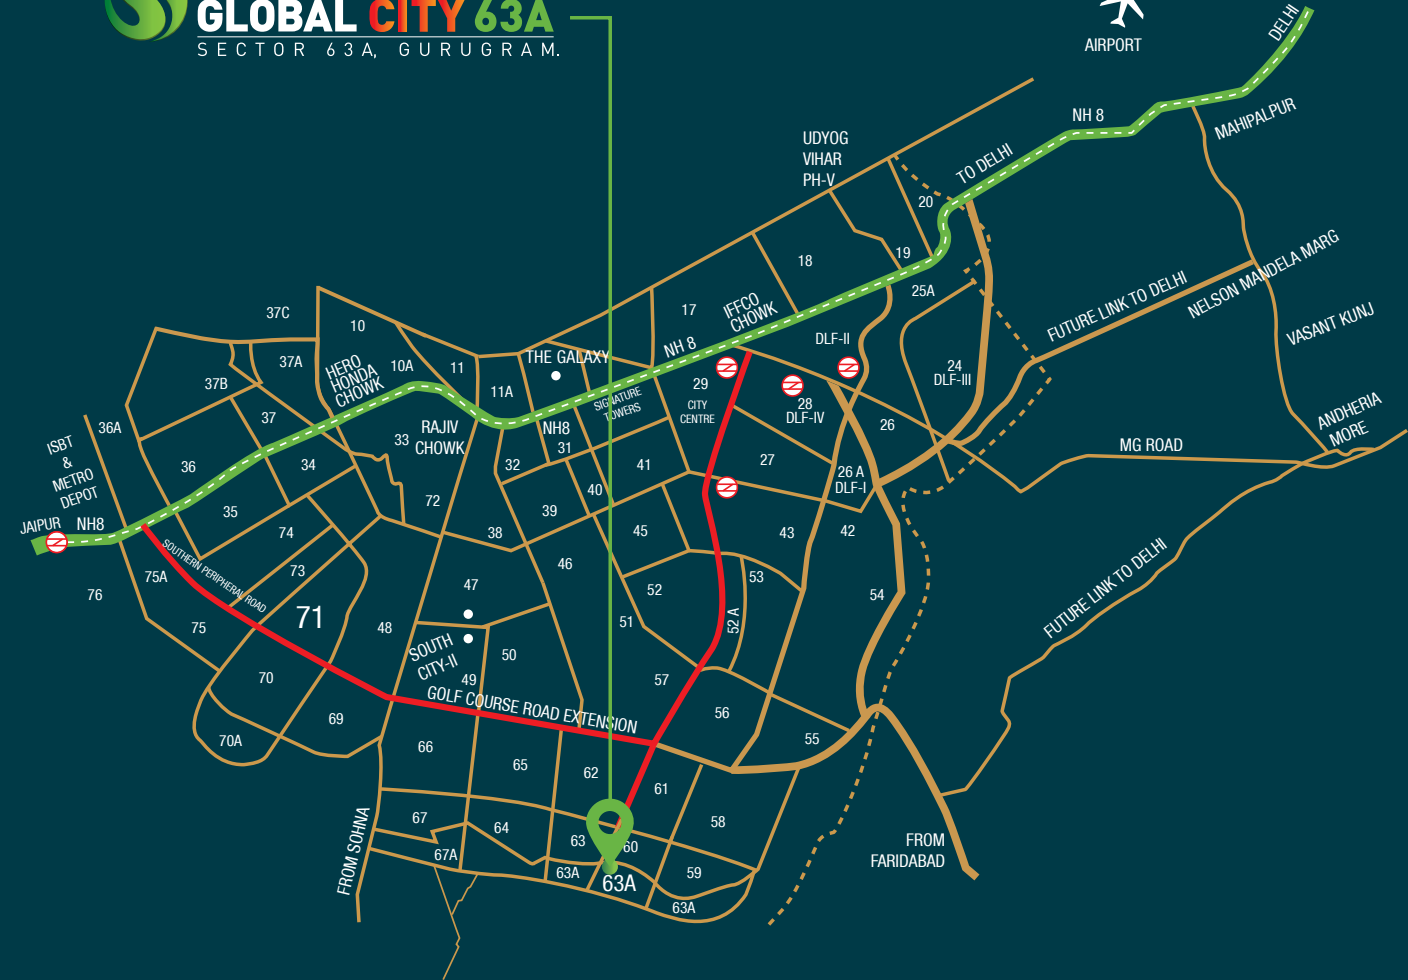 GLOBAL CITY 63A
SECTOR 63A, GURUGRAM.
AIRPORT
DELHI
NH 8
MAHIPALPUR
UDYOG
VIHAR
PH-V
TO DELHI
20
18
19
25A
NELSON MANDELA MARG
FUTURE LINK TO DELHI
VASANT KUNJ
37C
10
17
IFFCO
CHOWK
DLF-II
NH 8
THE GALAXY
37A
HERO
HONDA
CHOWK
10A
11
11A
37B
29
24
DLF-III
SIGNATURE
TOWERS
CITY
CENTRE
28
DLF-IV
26
ANDHERIA
MORE
36A
37
33
RAJIV
CHOWK
NH8
31
MG ROAD
ISBT
&
METRO
DEPOT
36
34
32
41
27
26 A
DLF-I
40
72
39
35
JAIPUR
NH8
74
38
45
43
42
SOUTHERN PERIPHERAL ROAD
46
75A
73
47
52
53
54
76
71
52 A
51
75
48
FUTURE LINK TO DELHI
SOUTH
CITY-II
50
49
70
57
GOLF COURSE ROAD EXTENSION
56
69
70A
66
55
65
62
61
67
64
58
63
60
67A
FROM SOHNA
FROM
FARIDABAD
63A
59
63A
63A